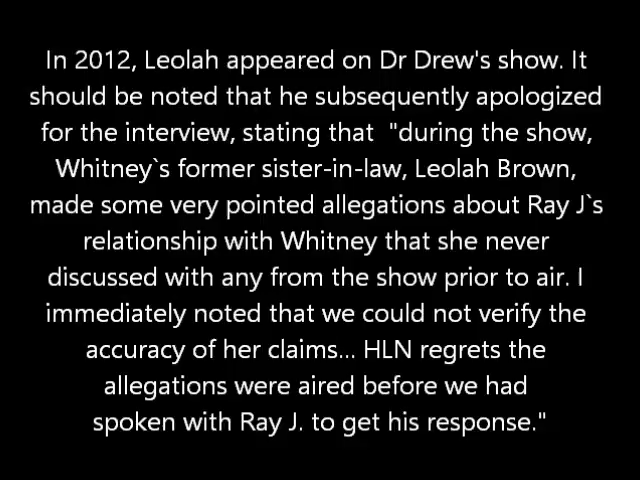 In 2012, Leolah appeared on Dr Drew's show. It
should be noted that he subsequently apologized
for the interview, stating that  "during the show,
Whitney`s former sister-in-law, Leolah Brown,
made some very pointed allegations about Ray J`s
relationship with Whitney that she never
discussed with any from the show prior to air. I
immediately noted that we could not verify the
accuracy of her claims... HLN regrets the
allegations were aired before we had
spoken with Ray J. to get his response."